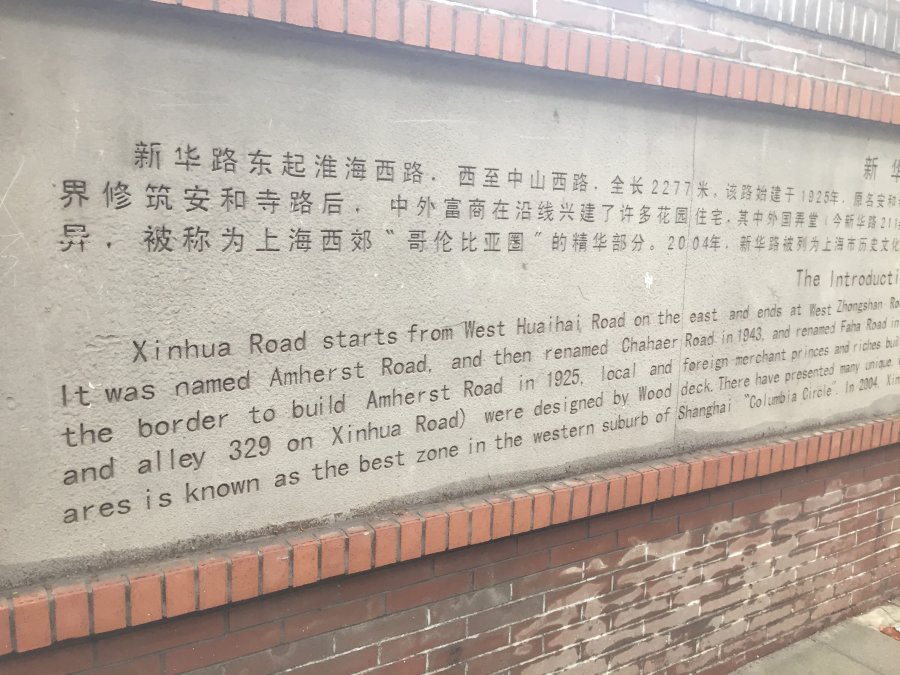 新华
新华路东起淮海西路．西至中山西路．全长2277米，该路始建于1925年．原名安和
界修筑安和寺路后， 中外富商在沿线兴建了许多花园住宅，其中外国弄堂（今新华路211
异．被称为上海西郊“哥伦比亚圈”的精华部分。2004年，新华路被列为上海市历史文化
The Introducti
Xinhua Road starts from West Huaihai Road on the east and ends at West Zhongshan Ro
It was named Amherst Road, and then renamed Chahaer Road in 1943, and renamed Faha Road in
the border to build Amherst Road in 1925, local and foreign merchant princes and riches buil
and alley 329 on Xinhua Road) were designed by Wood deck. There have presented many unique
ares is known as the best zone in the western suburb of Shanghai "Columbia Circle". In 2004, Xin